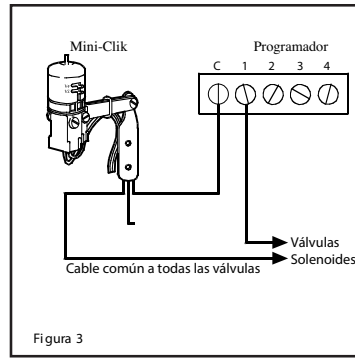 Mini-Clik
Programador
C 1 2 3 4
Válvulas
Solenoides
Cable común a todas las válvulas
Figura 3